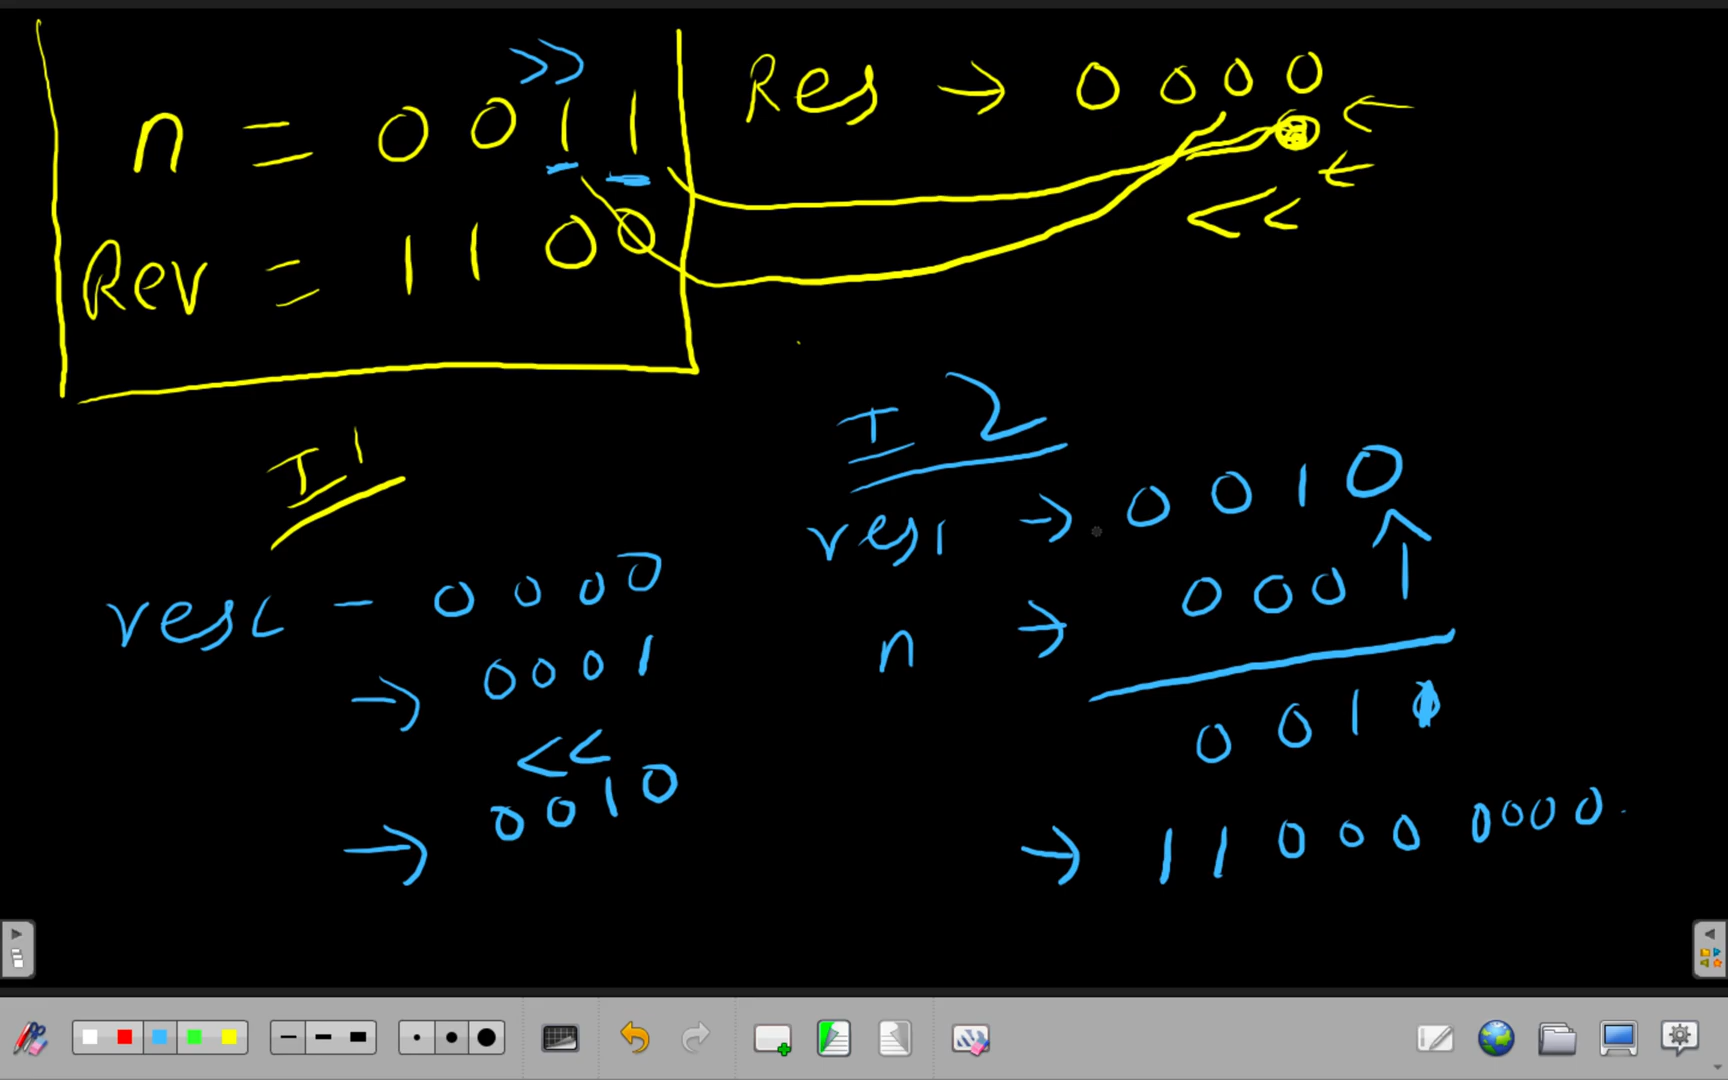 >>
n = 0 0 1 1
Rev = 1 1 0 0
Res → 0 0 0 0
<<
I 1
- 0 0 0 0
→ 0 0 0 1
<<
→ 0 0 1 0
I 2
→ 0 0 1 0
n → 0 0 0 1
0 0 1
→ 1 1 0 0 0 0 0 0 0